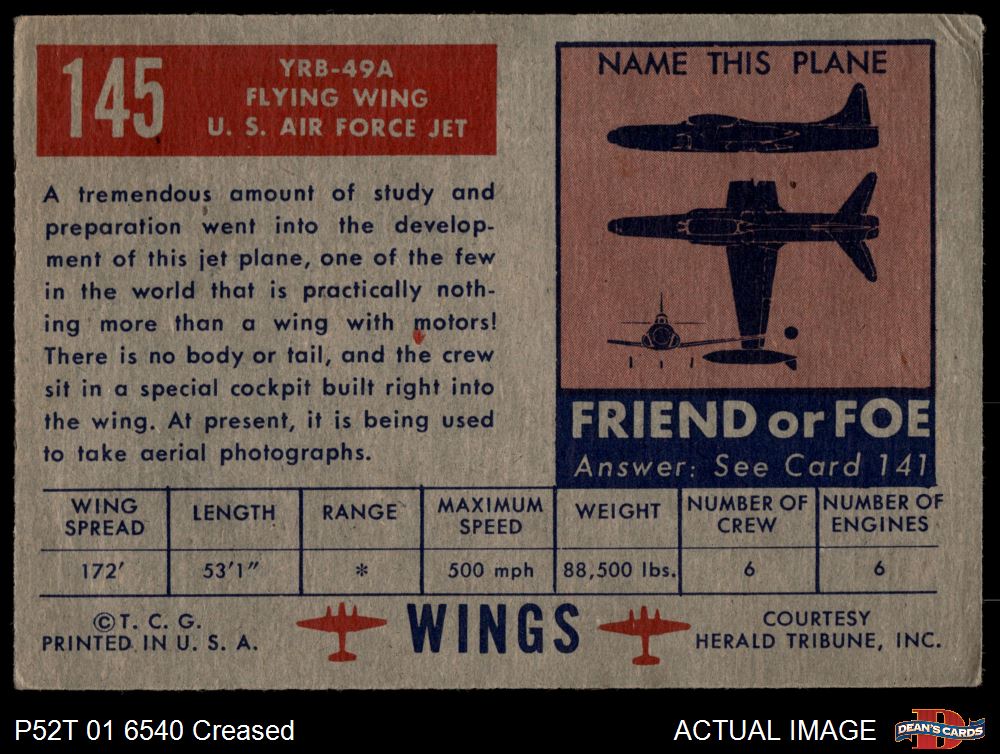 145
YRB-49A
FLYING WING
U. S. AIR FORCE JET
A tremendous amount of study and
preparation went into the develop-
ment of this jet plane, one of the few
in the world that is practically noth-
ing more than a wing with motors!
There is no body or tail, and the crew
sit in a special cockpit built right into
the wing. At present, it is being used
to take aerial photographs.
NAME THIS PLANE
FRIEND or FOE
Answer: See Card 141
WING SPREAD LENGTH RANGE MAXIMUM SPEED WEIGHT NUMBER OF CREW NUMBER OF ENGINES
172' 53'1" * 500 mph 88,500 lbs. 6 6
© T. C. G.
PRINTED IN U. S. A.
WINGS
COURTESY
HERALD TRIBUNE, INC.
P52T 01 6540 Creased
ACTUAL IMAGE
D
DEAN'S CARDS